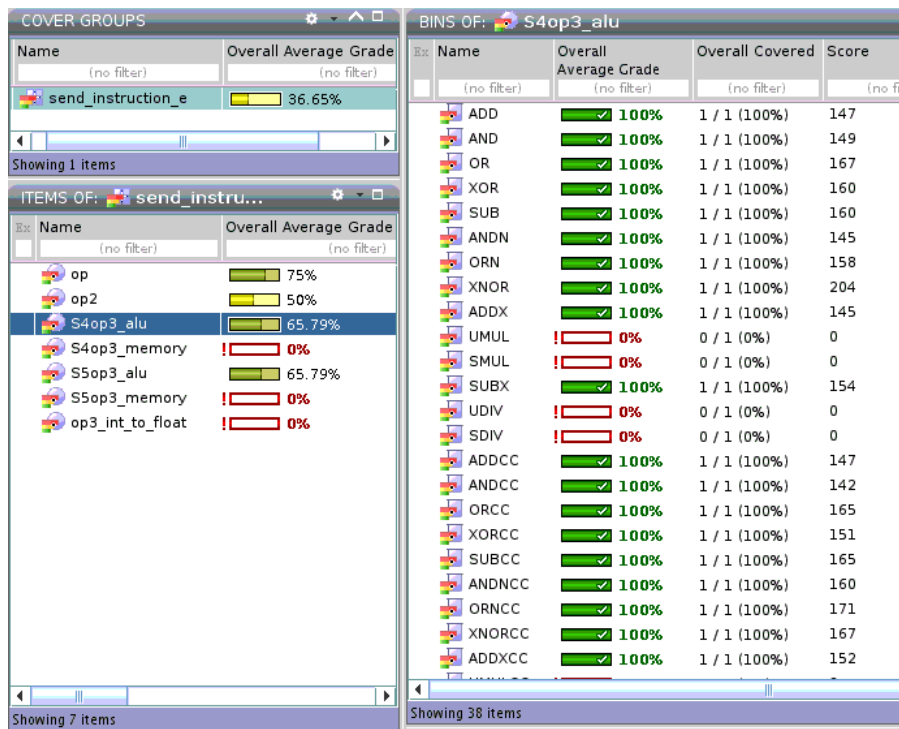 COVER GROUPS
Name Overall Average Grade
(no filter) (no filter)
send_instruction_e 36.65%
Showing 1 items
ITEMS OF: send_instru...
Ex Name Overall Average Grade
(no filter) (no filter)
op 75%
op2 50%
S4op3_alu 65.79%
S4op3_memory ! 0%
S5op3_alu 65.79%
S5op3_memory ! 0%
op3_int_to_float ! 0%
Showing 7 items
BINS OF: S4op3_alu
Ex Name Overall Average Grade Overall Covered Score
(no filter) (no filter) (no filter) (no fi
ADD 100% 1 / 1 (100%) 147
AND 100% 1 / 1 (100%) 149
OR 100% 1 / 1 (100%) 167
XOR 100% 1 / 1 (100%) 160
SUB 100% 1 / 1 (100%) 160
ANDN 100% 1 / 1 (100%) 145
ORN 100% 1 / 1 (100%) 158
XNOR 100% 1 / 1 (100%) 204
ADDX 100% 1 / 1 (100%) 145
UMUL ! 0% 0 / 1 (0%) 0
SMUL ! 0% 0 / 1 (0%) 0
SUBX 100% 1 / 1 (100%) 154
UDIV ! 0% 0 / 1 (0%) 0
SDIV ! 0% 0 / 1 (0%) 0
ADDCC 100% 1 / 1 (100%) 147
ANDCC 100% 1 / 1 (100%) 142
ORCC 100% 1 / 1 (100%) 165
XORCC 100% 1 / 1 (100%) 151
SUBCC 100% 1 / 1 (100%) 165
ANDNCC 100% 1 / 1 (100%) 160
ORNCC 100% 1 / 1 (100%) 171
XNORCC 100% 1 / 1 (100%) 167
ADDXCC 100% 1 / 1 (100%) 152
Showing 38 items